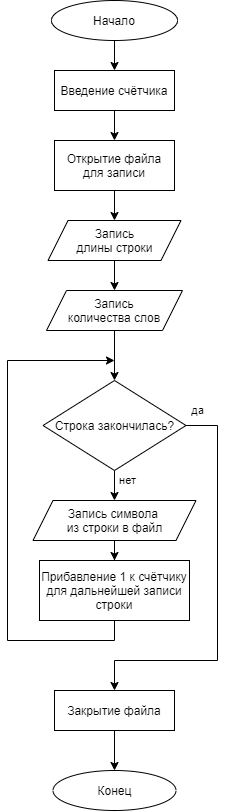 Начало
Введение счётчика
Открытие файла
для записи
Запись
длины строки
Запись
количества слов
Строка закончилась?
да
нет
Запись символа
из строки в файл
Прибавление 1 к счётчику
для дальнейшей записи
строки
Закрытие файла
Конец